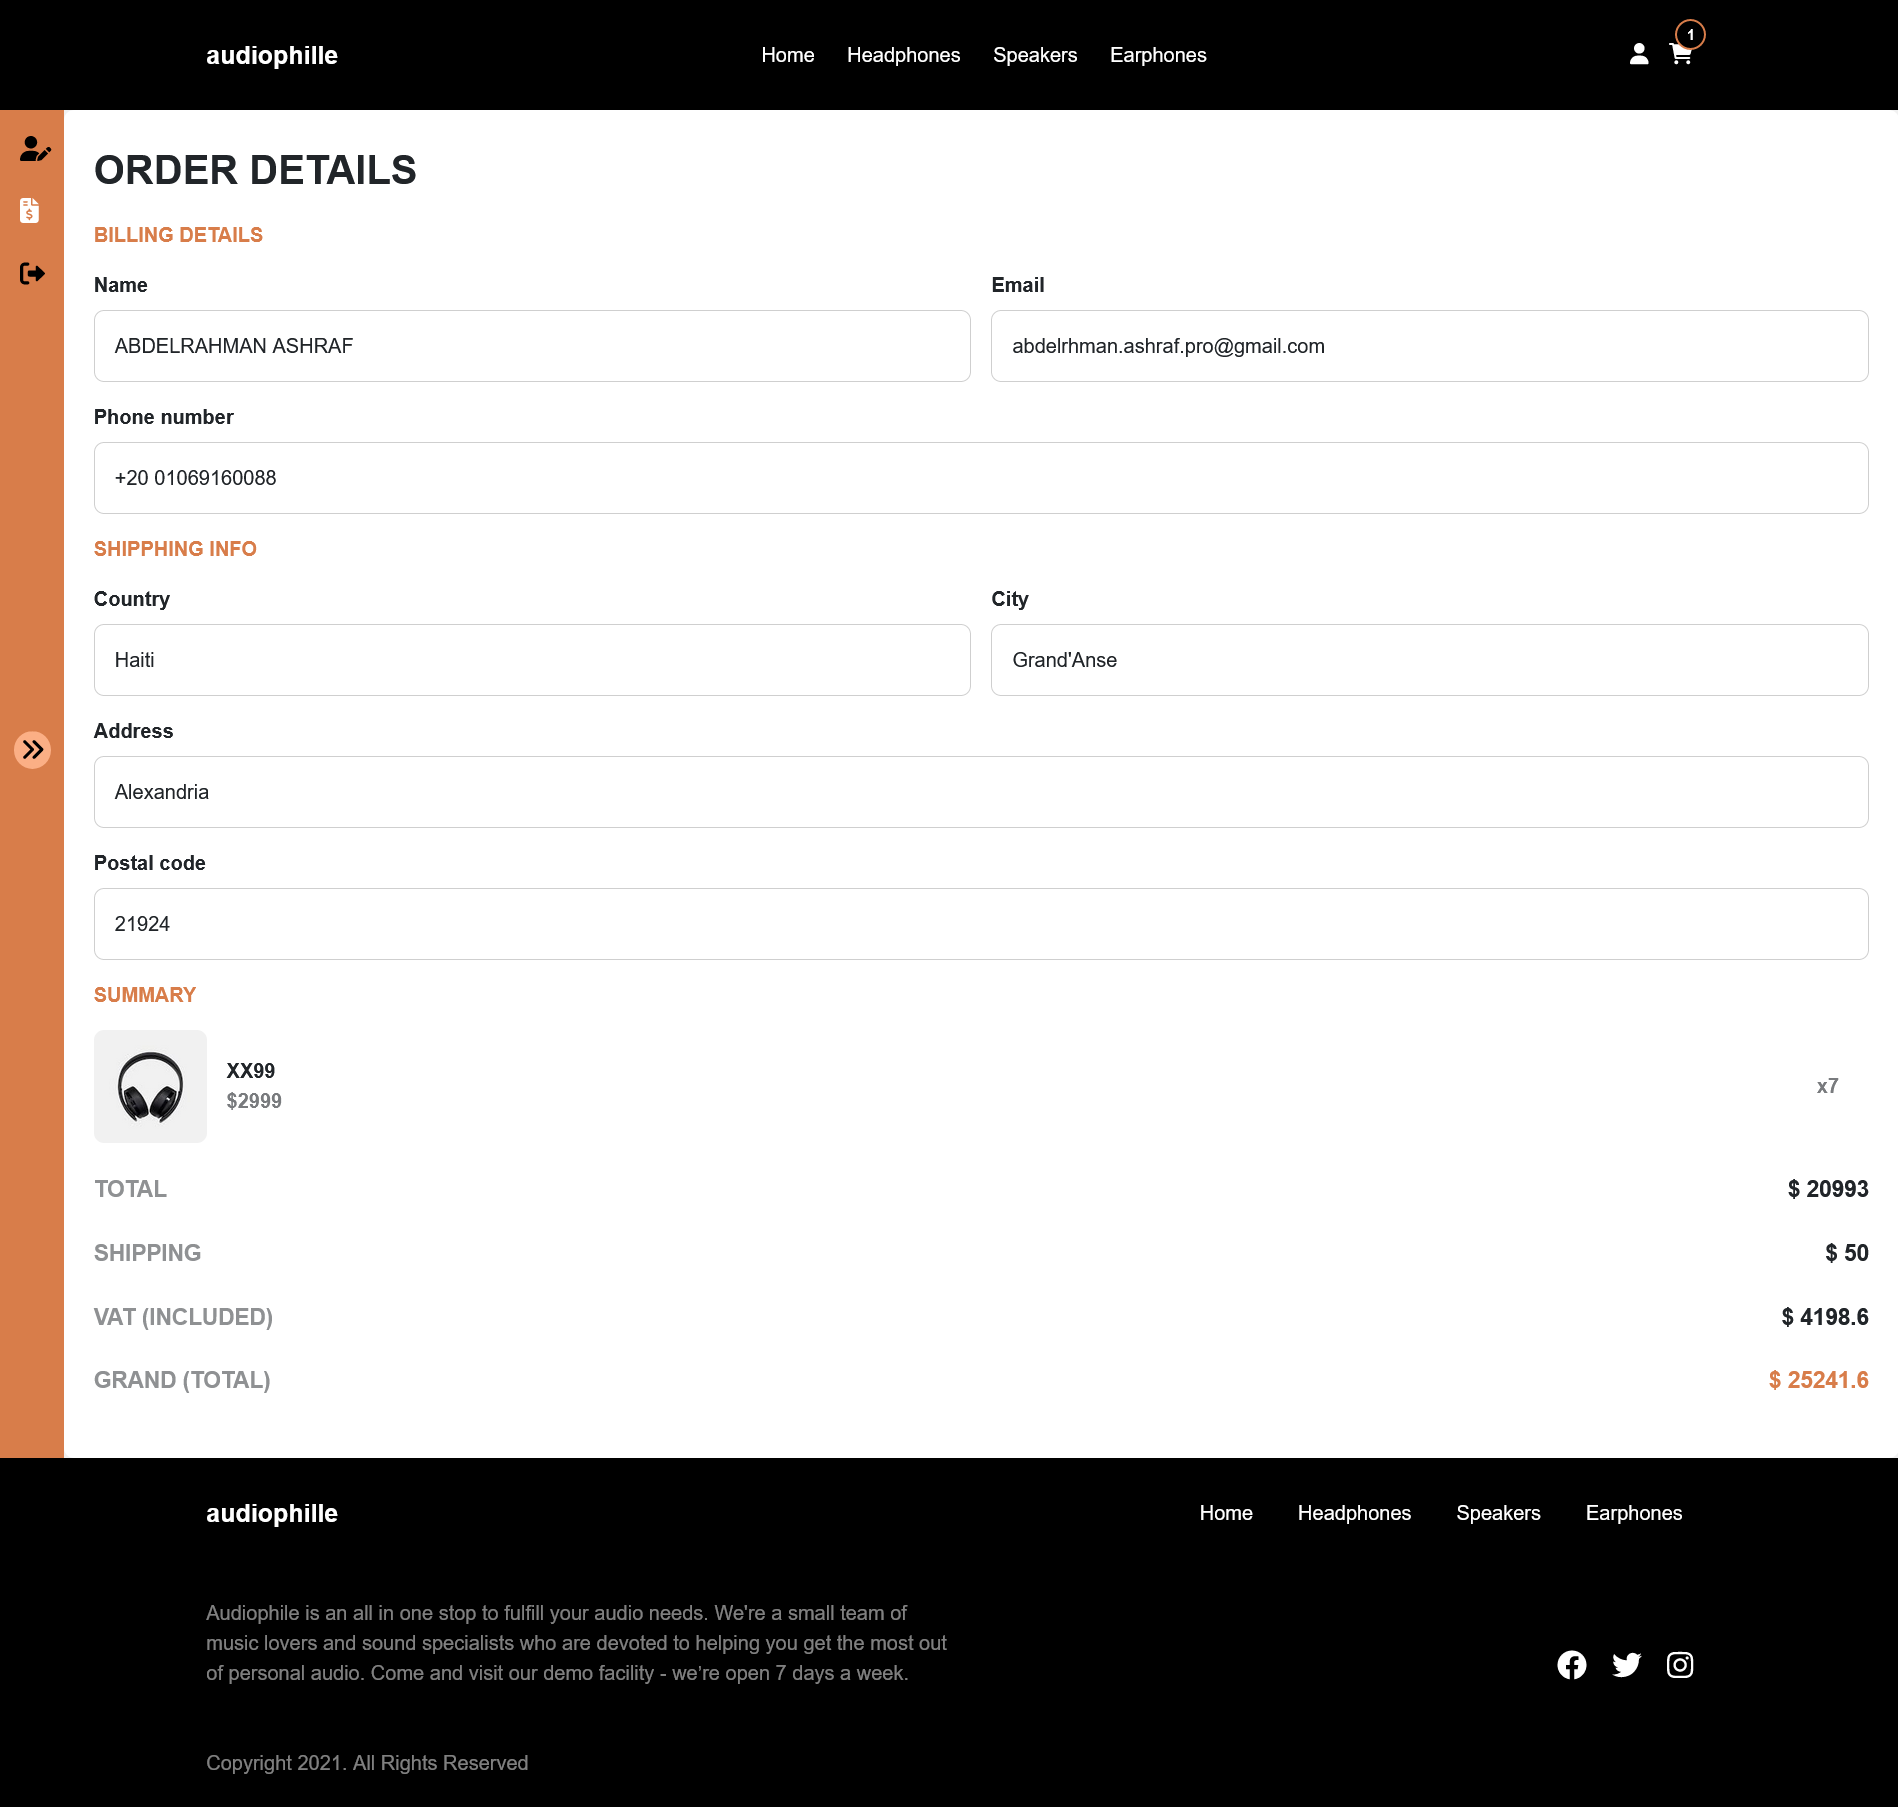 audiophille
Home Headphones Speakers Earphones
1
ORDER DETAILS
BILLING DETAILS
Name
ABDELRAHMAN ASHRAF
Email
abdelrhman.ashraf.pro@gmail.com
Phone number
+20 01069160088
SHIPPHING INFO
Country
Haiti
City
Grand'Anse
Address
Alexandria
Postal code
21924
SUMMARY
XX99
$2999
x7
TOTAL
$ 20993
SHIPPING
$ 50
VAT (INCLUDED)
$ 4198.6
GRAND (TOTAL)
$ 25241.6
audiophille
Home Headphones Speakers Earphones
Audiophile is an all in one stop to fulfill your audio needs. We're a small team of
music lovers and sound specialists who are devoted to helping you get the most out
of personal audio. Come and visit our demo facility - we’re open 7 days a week.
Copyright 2021. All Rights Reserved